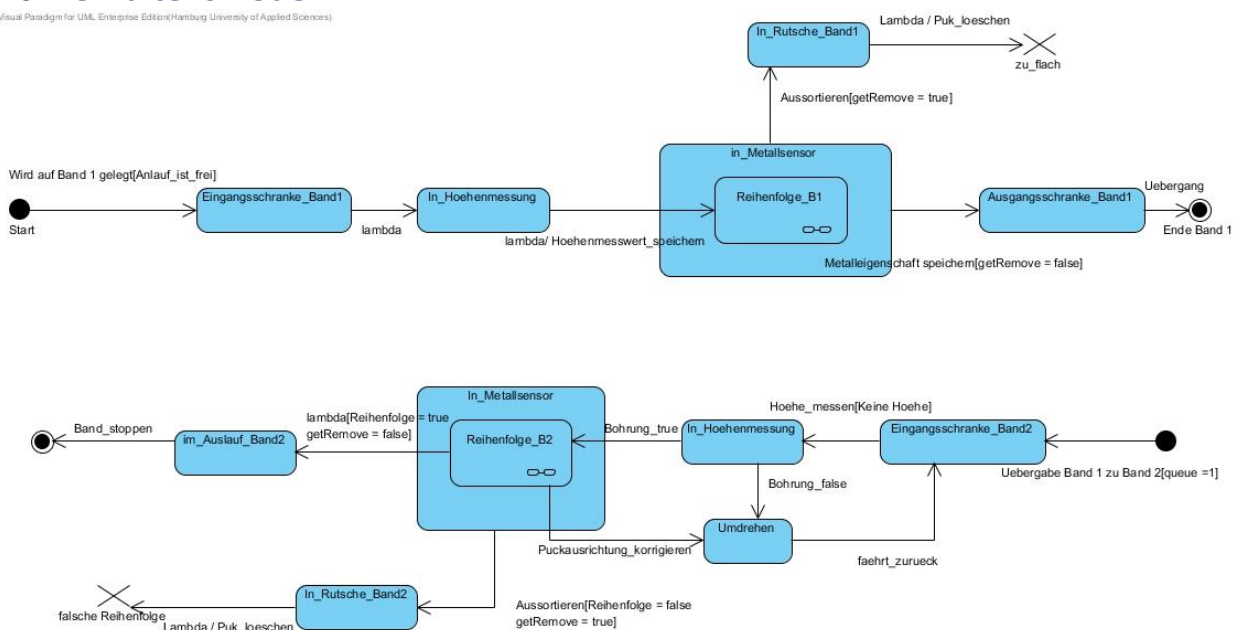 Visual Paradigm for UML Enterprise Edition(Hamburg University of Applied Sciences)
In_Rutsche_Band1
Lambda / Puk_loeschen
zu_flach
Aussortieren[getRemove = true]
in_Metallsensor
Wird auf Band 1 gelegt[Anlauf_ist_frei]
Eingangsschranke_Band1
In_Hoehenmessung
Reihenfolge_B1
Ausgangsschranke_Band1
Uebergang
Start
lambda
lambda/ Hoehenmesswert_speichern
Ende Band 1
Metalleigenschaft speichern[getRemove = false]
In_Metallsensor
Hoehe_messen[Keine Hoehe]
Band_stoppen
im_Auslauf_Band2
lambda[Reihenfolge = true
getRemove = false]
Reihenfolge_B2
Bohrung_true
In_Hoehenmessung
Eingangsschranke_Band2
Uebergabe Band 1 zu Band 2[queue =1]
Bohrung_false
Umdrehen
Puckausrichtung_korrigieren
faehrt_zurueck
In_Rutsche_Band2
falsche Reihenfolge
Lambda / Puk_loeschen
Aussortieren[Reihenfolge = false
getRemove = true]